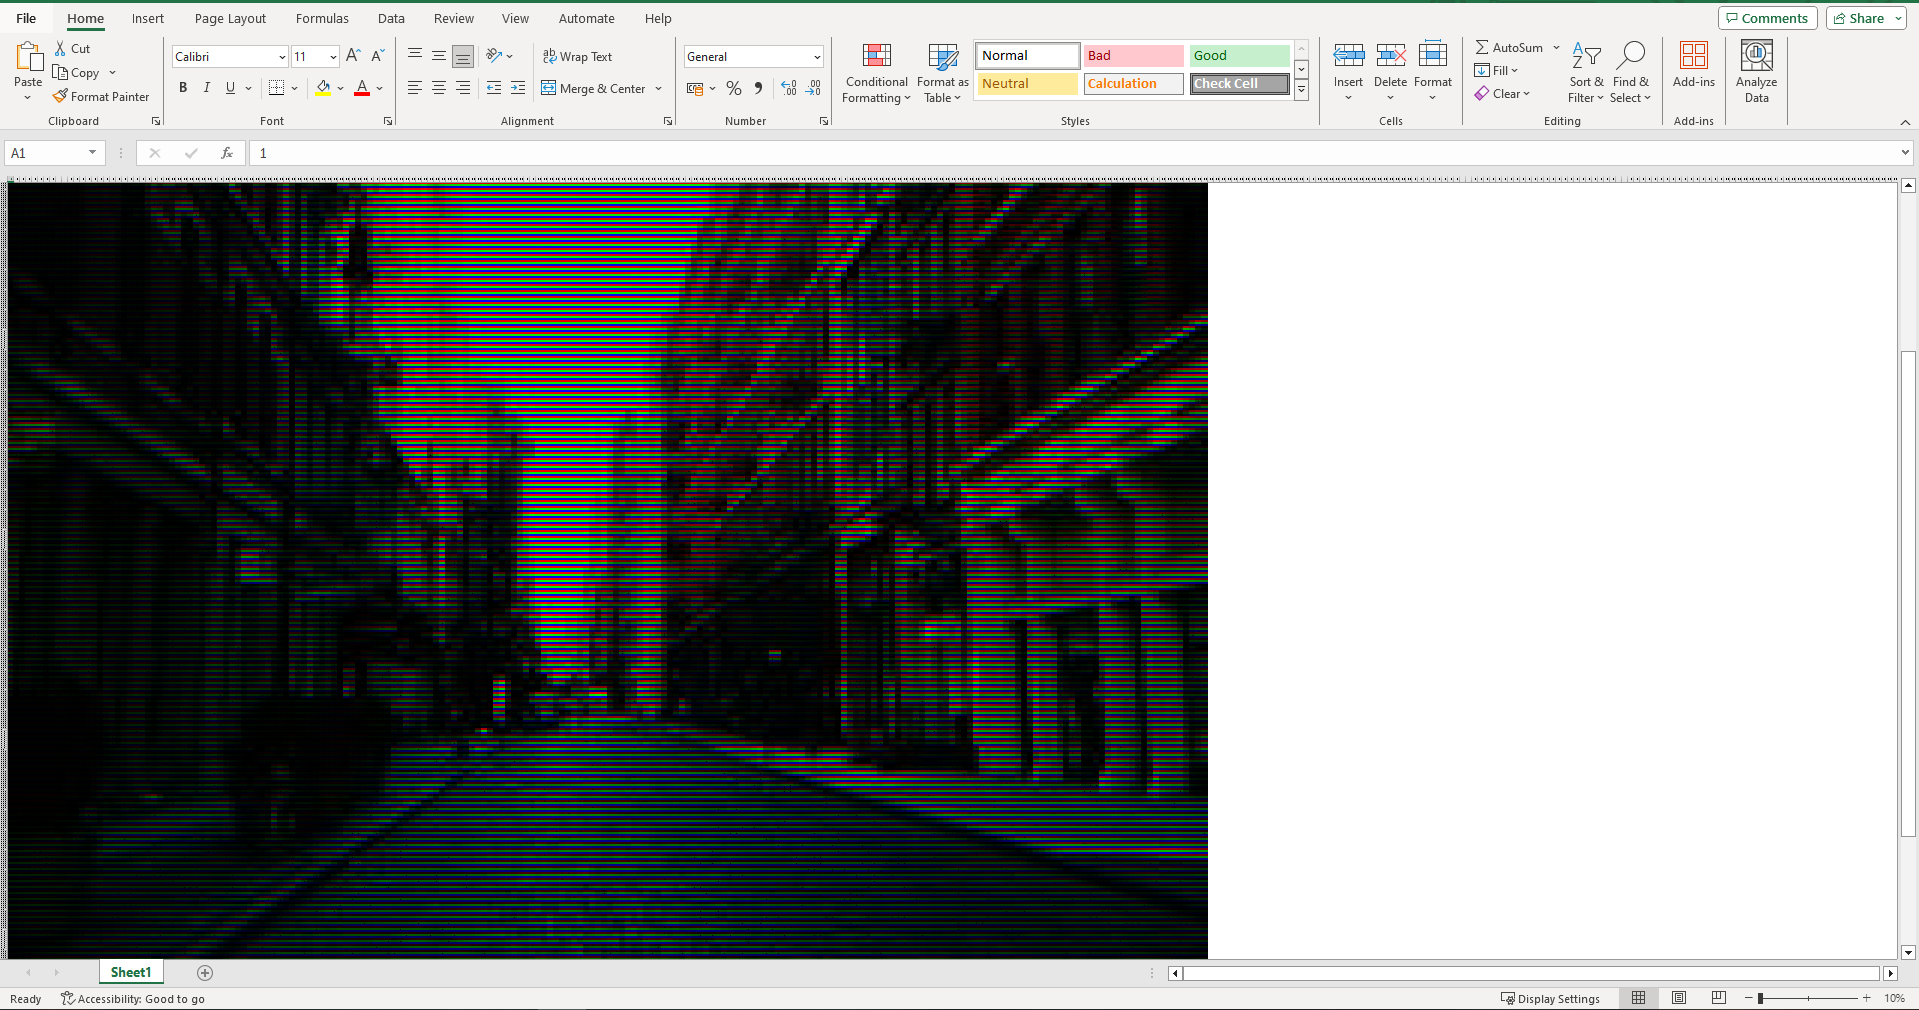 File Home Insert Page Layout Formulas Data Review View Automate Help Comments Share
Paste Cut Copy Format Painter Clipboard
Calibri 11 A A B I U A Font
ab Wrap Text Merge & Center Alignment
General % Number
Conditional Formatting Format as Table
Normal Bad Good
Neutral Calculation Check Cell
Styles
Insert Delete Format Cells
AutoSum Fill Clear Sort & Filter Find & Select Editing
Add-ins Add-ins
Analyze Data
A1 fx 1
Sheet1
Ready Accessibility: Good to go Display Settings 10%